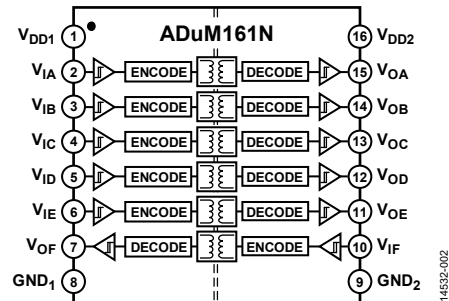 ADuM161N
VDD1 1 16 VDD2
VIA 2 ENCODE DECODE 15 VOA
VIB 3 ENCODE DECODE 14 VOB
VIC 4 ENCODE DECODE 13 VOC
VID 5 ENCODE DECODE 12 VOD
VIE 6 ENCODE DECODE 11 VOE
VOF 7 DECODE ENCODE 10 VIF
GND1 8 9 GND2
14532-002